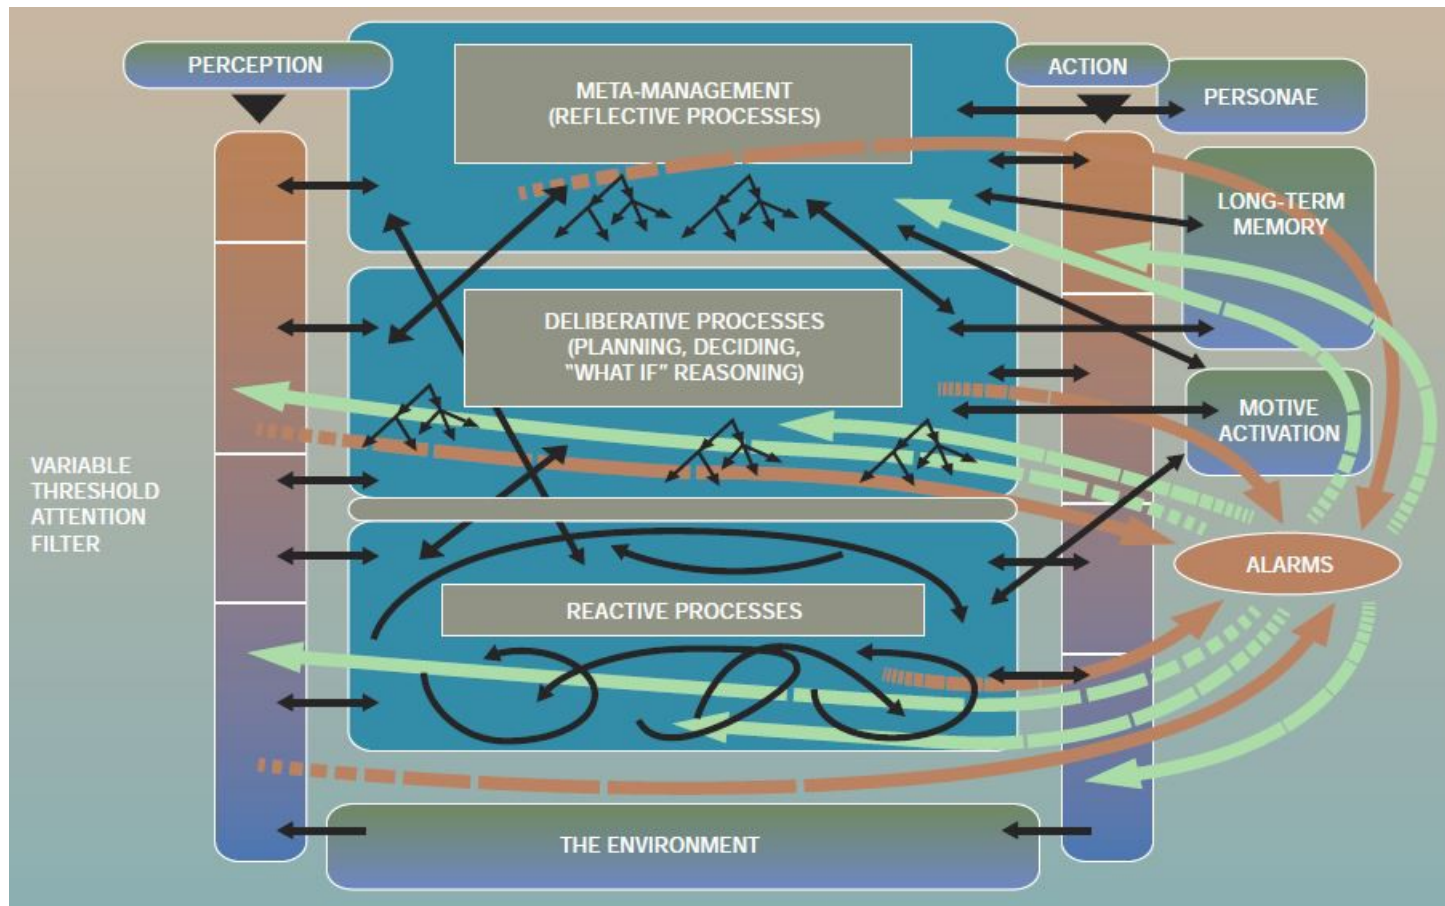 PERCEPTION
META-MANAGEMENT
(REFLECTIVE PROCESSES)
ACTION
PERSONAE
LONG-TERM
MEMORY
DELIBERATIVE PROCESSES
(PLANNING, DECIDING,
"WHAT IF" REASONING)
MOTIVE
ACTIVATION
VARIABLE
THRESHOLD
ATTENTION
FILTER
ALARMS
REACTIVE PROCESSES
THE ENVIRONMENT